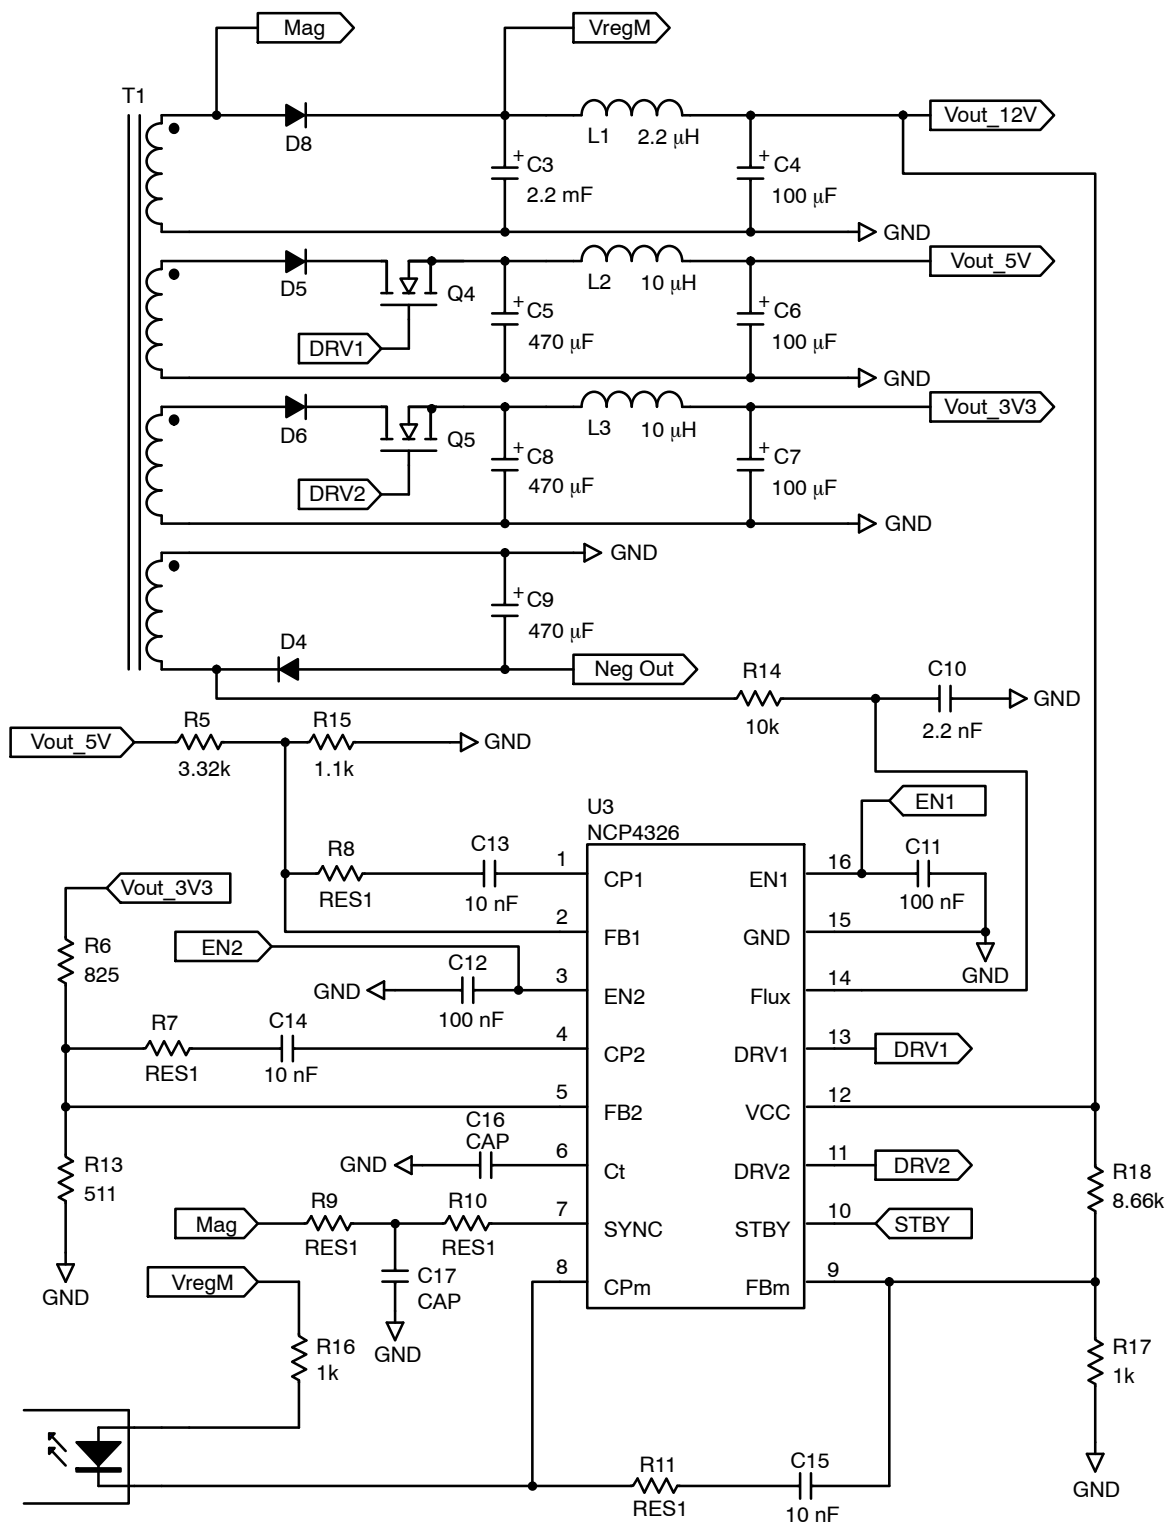 Mag
VregM
T1
D8
L1 2.2 μH
Vout_12V
+ C3
2.2 mF
+ C4
100 μF
GND
D5
Q4
L2 10 μH
Vout_5V
DRV1
+ C5
470 μF
+ C6
100 μF
GND
D6
Q5
L3 10 μH
Vout_3V3
DRV2
+ C8
470 μF
+ C7
100 μF
GND
GND
+ C9
470 μF
D4
Neg Out
R14
10k
C10
2.2 nF
GND
Vout_5V
R5
3.32k
R15
1.1k
GND
U3
NCP4326
EN1
R8
RES1
C13
10 nF
1
CP1
EN1
16
C11
100 nF
Vout_3V3
2
FB1
GND
15
GND
R6
825
EN2
C12
100 nF
GND
3
EN2
Flux
14
R7
RES1
C14
10 nF
4
CP2
DRV1
13
DRV1
5
FB2
VCC
12
R13
511
GND
C16
CAP
GND
6
Ct
DRV2
11
DRV2
R18
8.66k
Mag
R9
RES1
R10
RES1
7
SYNC
STBY
10
STBY
C17
CAP
GND
VregM
8
CPm
FBm
9
R16
1k
R17
1k
GND
R11
RES1
C15
10 nF